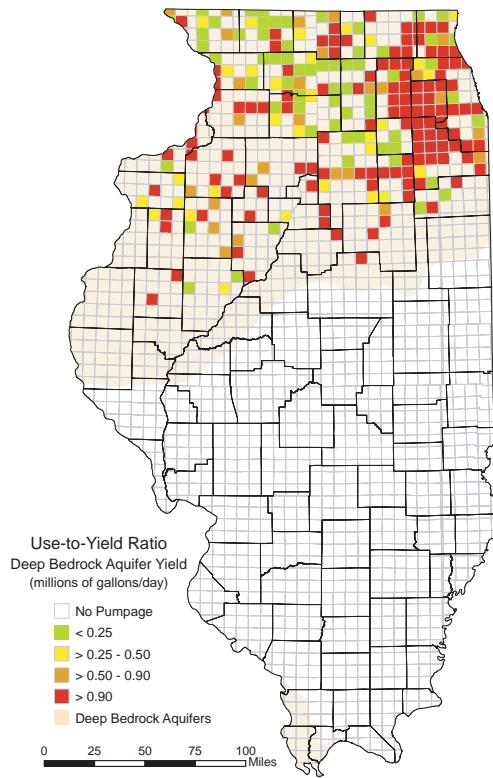 Use-to-Yield Ratio
Deep Bedrock Aquifer Yield
(millions of gallons/day)
No Pumpage
< 0.25
> 0.25 - 0.50
> 0.50 - 0.90
> 0.90
Deep Bedrock Aquifers
0 25 50 75 100
Miles